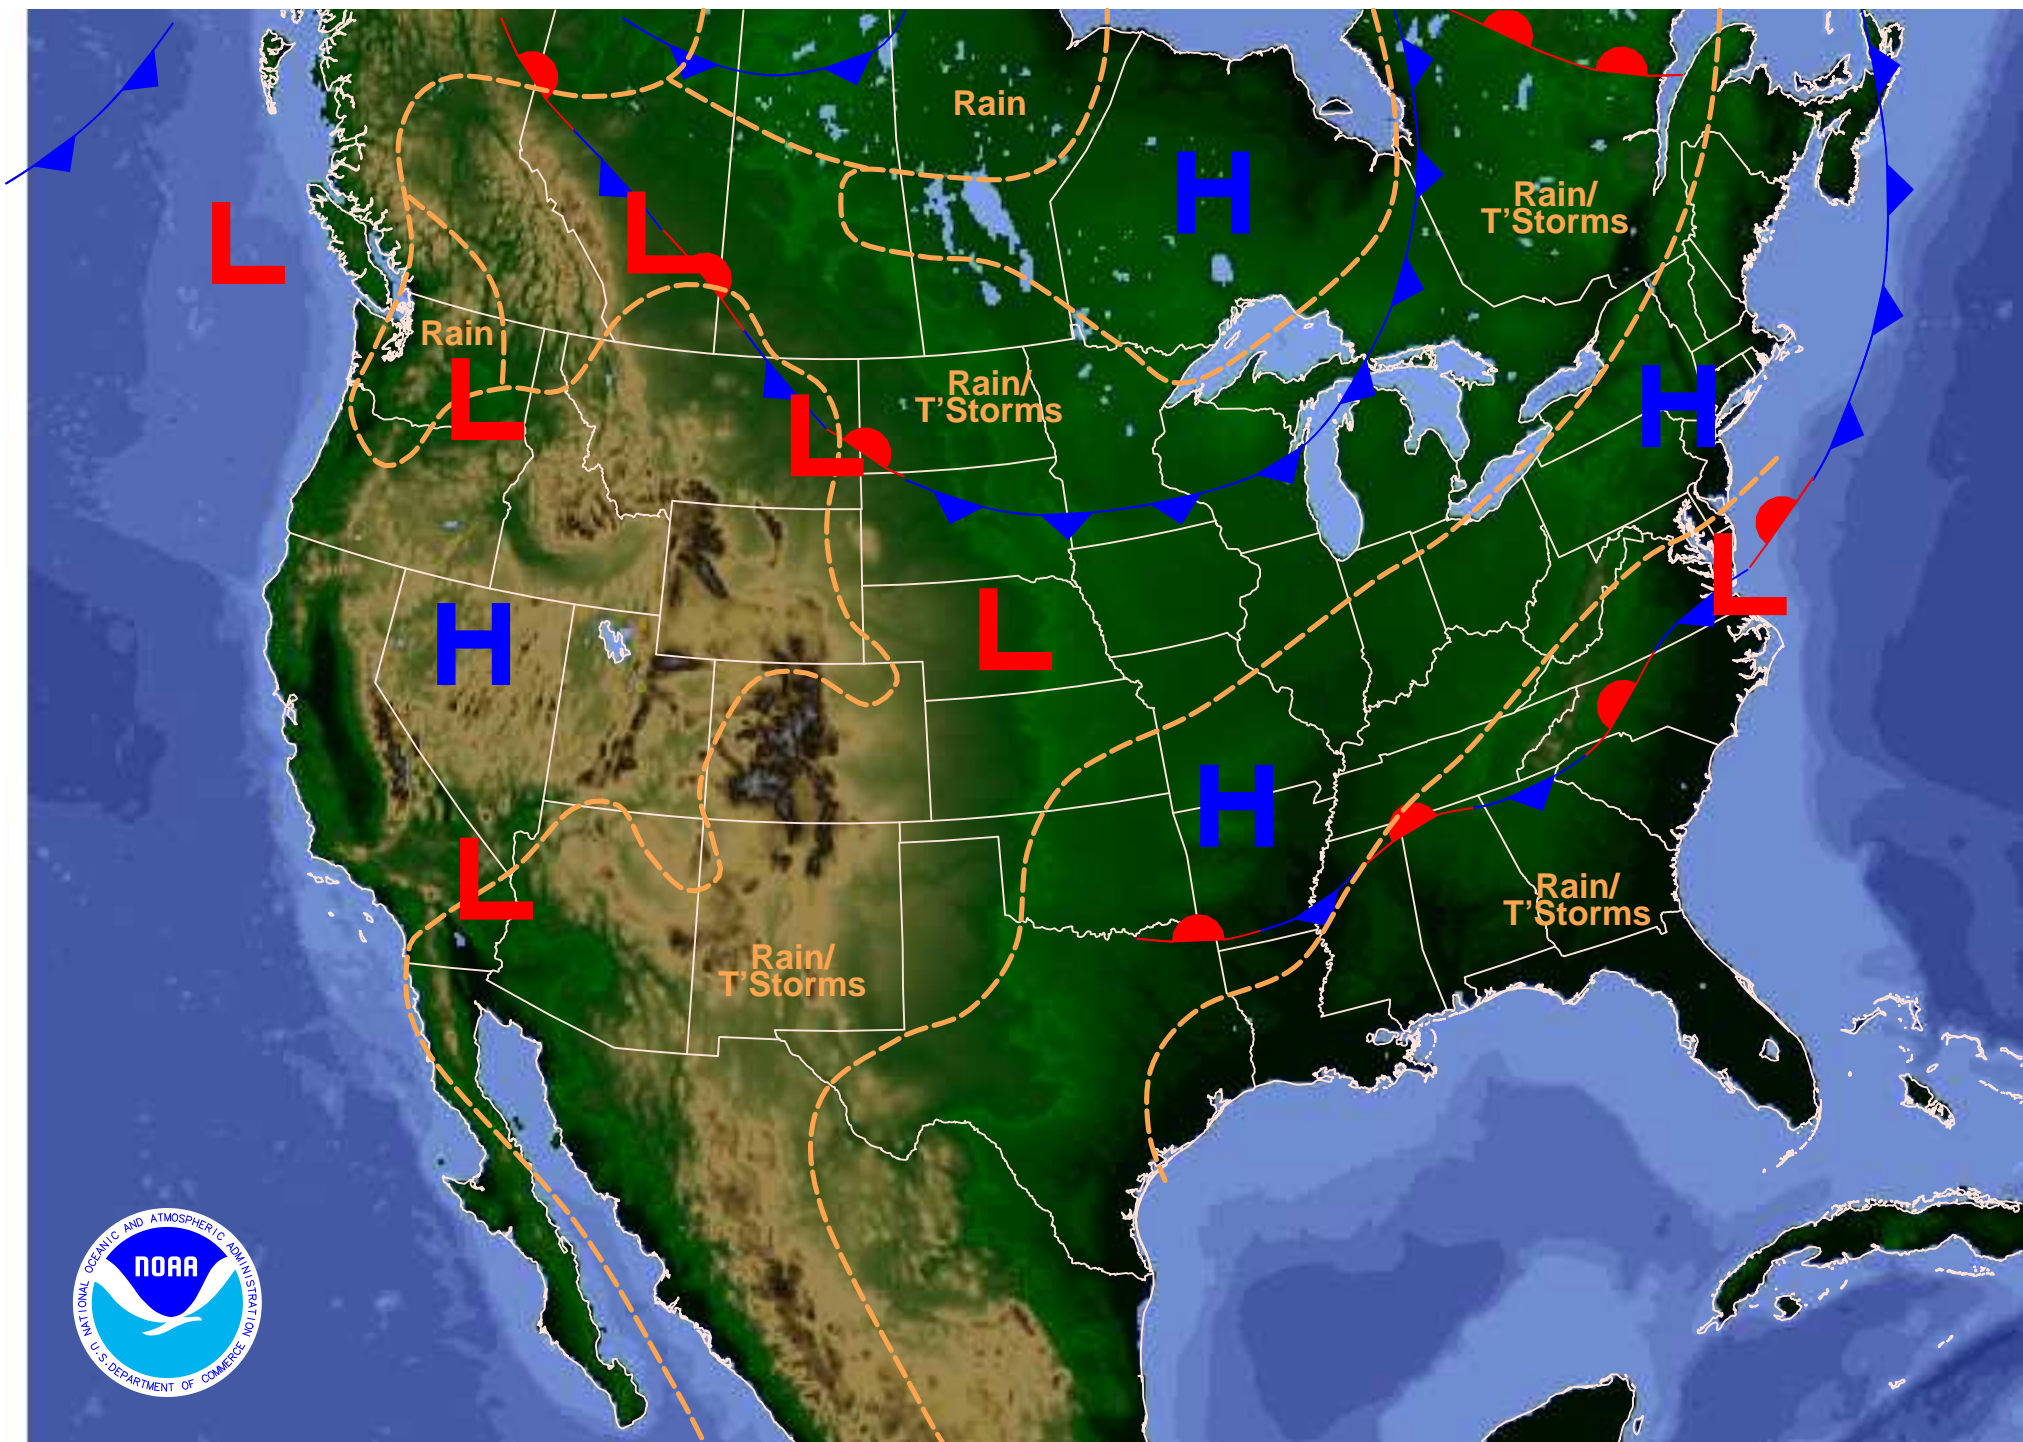 Rain
Rain/
T'Storms
L
L
H
Rain
L
Rain/
T'Storms
H
L
L
H
L
L
H
L
Rain/
T'Storms
Rain/
T'Storms
NATIONAL OCEANIC AND ATMOSPHERIC ADMINISTRATION
NOAA
U.S. DEPARTMENT OF COMMERCE